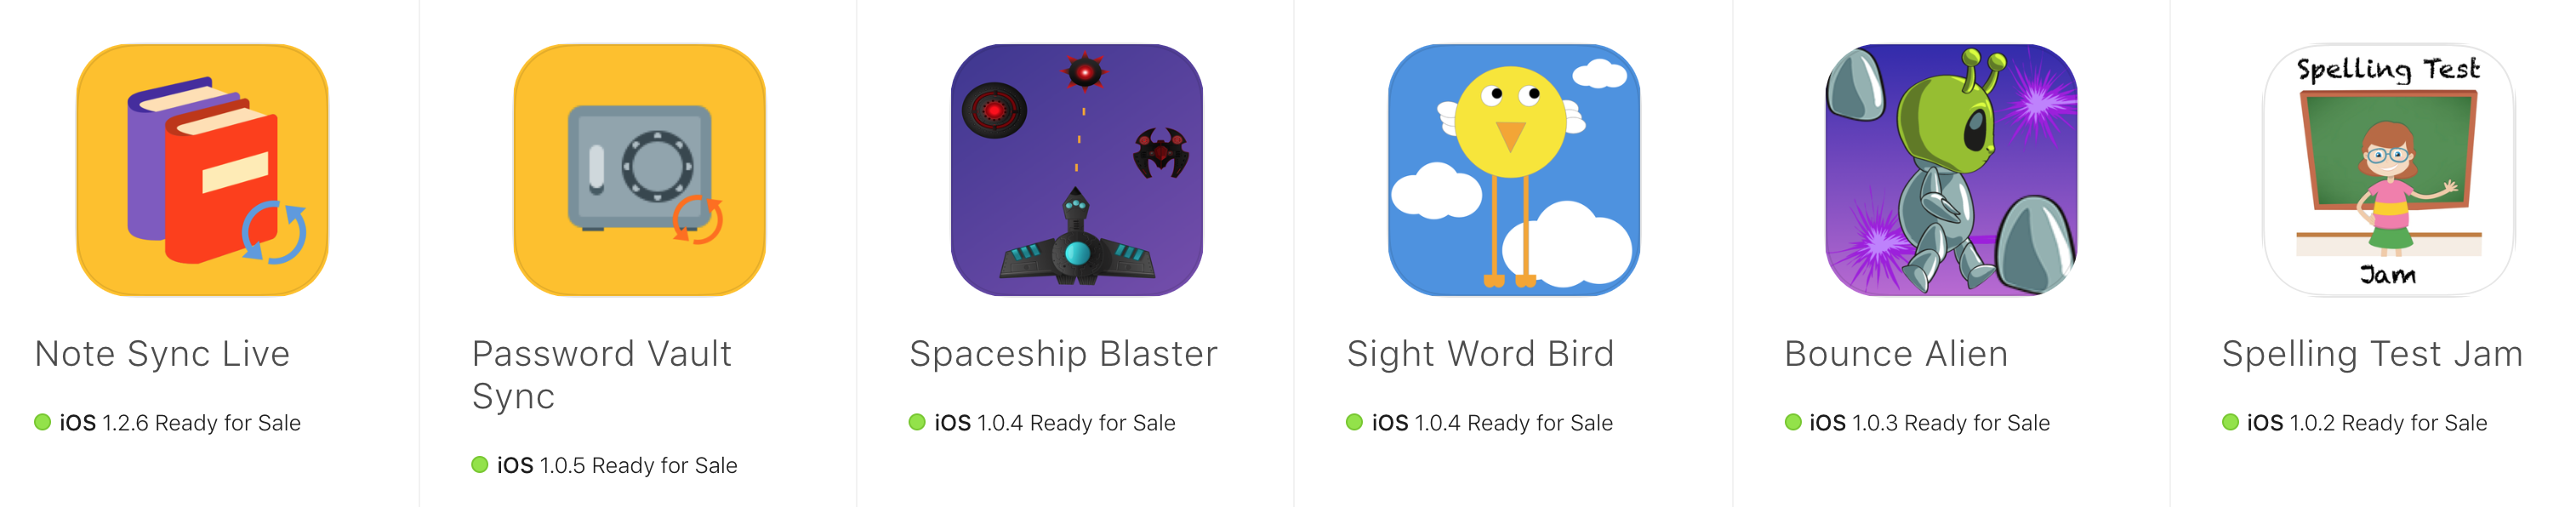 Spelling Test
Jam
Note Sync Live
iOS 1.2.6 Ready for Sale
Password Vault
Sync
iOS 1.0.5 Ready for Sale
Spaceship Blaster
iOS 1.0.4 Ready for Sale
Sight Word Bird
iOS 1.0.4 Ready for Sale
Bounce Alien
iOS 1.0.3 Ready for Sale
Spelling Test Jam
iOS 1.0.2 Ready for Sale